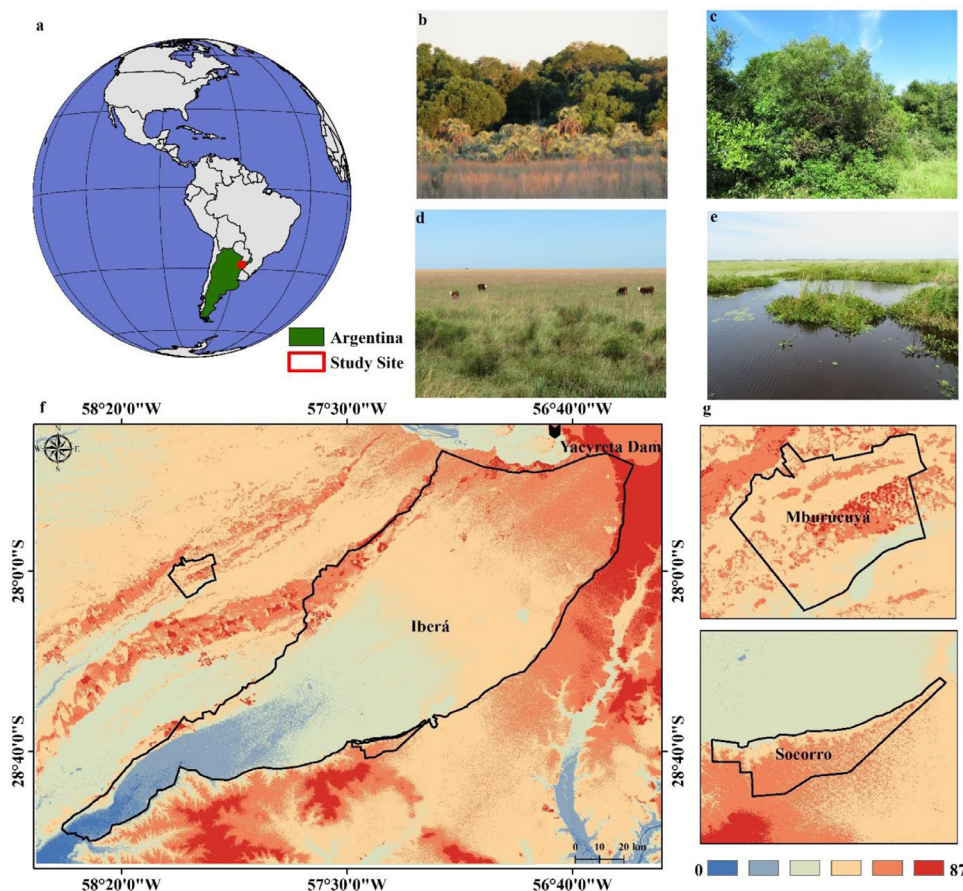 a
b
c
d
e
Argentina
Study Site
f
58°20'0"W
57°30'0"W
56°40'0"W
g
N
W
E
S
Yacyreta Dam
28°0'0"S
28°0'0"S
Mburucuyá
Iberá
28°40'0"S
28°40'0"S
Socorro
0 10 20 km
58°20'0"W
57°30'0"W
56°40'0"W
0
87